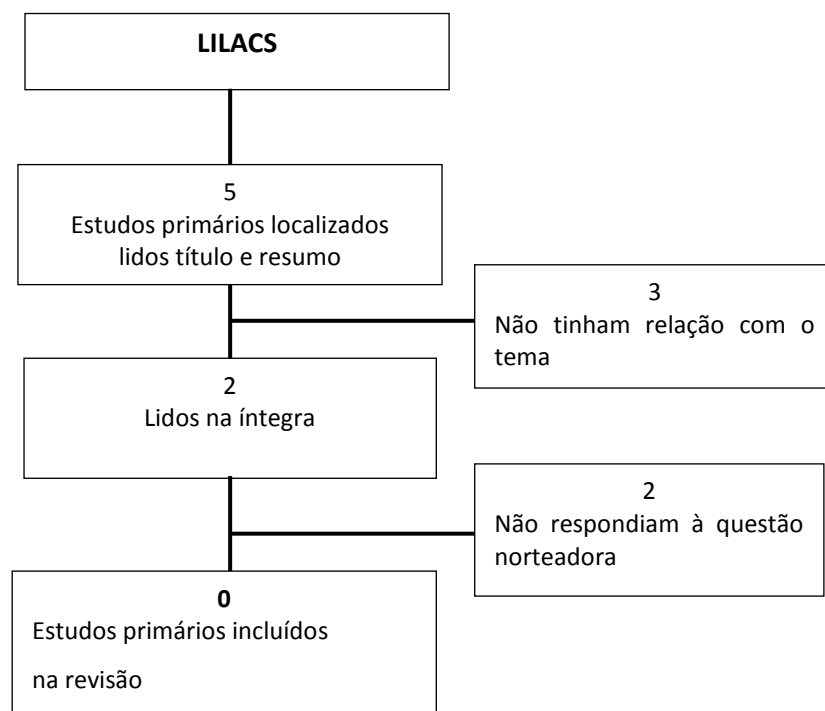 LILACS
5
Estudos primários localizados
lidos título e resumo
3
Não tinham relação com o
tema
2
Lidos na íntegra
2
Não respondiam à questão
norteadora
0
Estudos primários incluídos
na revisão